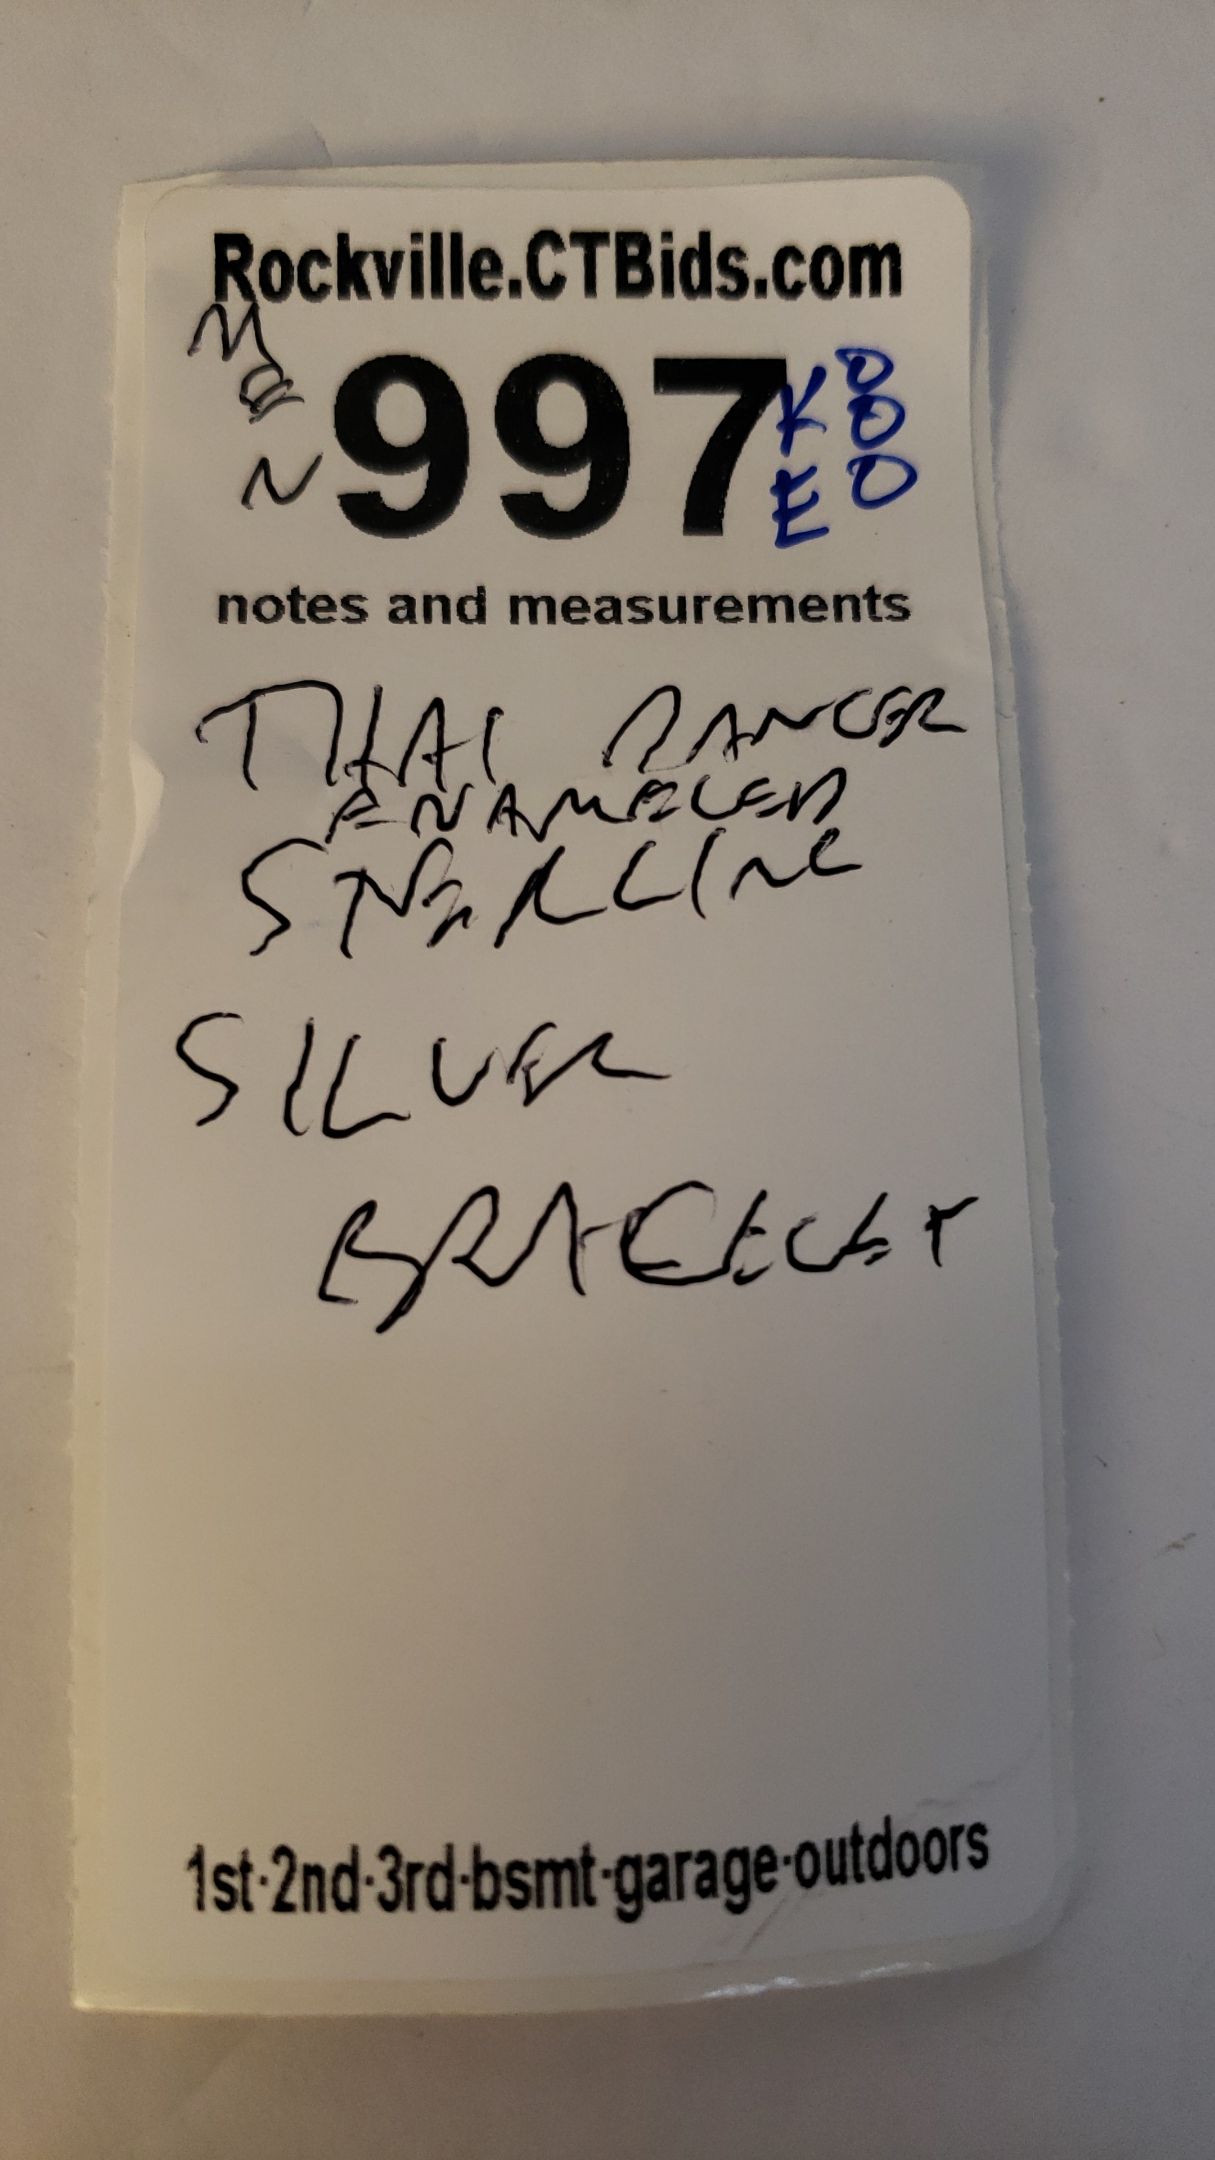 Rockville.CTBids.com
997
notes and measurements
THAI DANCER
ENAMELED
STERLING
SILVER
BRACELET
1st·2nd·3rd·bsmt·garage·outdoors